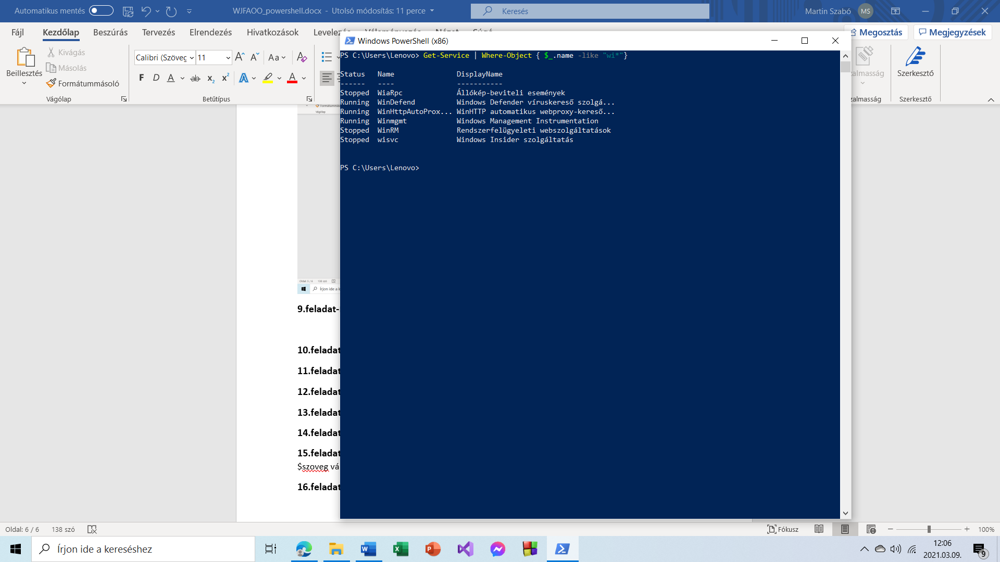 Automatikus mentés
WJFAOO_powershell.docx - Utolsó módosítás: 11 perce
Keresés
Martin Szabó MS
Fájl Kezdőlap Beszúrás Tervezés Elrendezés Hivatkozások
Megosztás Megjegyzések
Beillesztés
Kivágás
Másolás
Formátummásoló
Vágólap
Calibri (Szöveg 11
Aa
F D A ab x₂ x² A A
Betűtípus
Szerkesztő
Szerkesztő
Windows PowerShell (x86)
PS C:\Users\Lenovo> Get-Service | Where-Object { $_.name -like "wi*"}
Status Name DisplayName
------ ---- -----------
Stopped WiaRpc Állókép-beviteli események
Running WinDefend Windows Defender víruskereső szolgá...
Running WinHttpAutoProx... WinHTTP automatikus webproxy-kereső...
Running Winmgmt Windows Management Instrumentation
Stopped WinRM Rendszerfelügyeleti webszolgáltatások
Stopped wisvc Windows Insider szolgáltatás
PS C:\Users\Lenovo>
9.feladat-
10.feladat
11.feladat
12.feladat
13.feladat
14.feladat
15.feladat
$szoveg vá
16.feladat
Oldal: 6 / 6 138 szó
Fókusz
100%
Írjon ide a kereséshez
12:06
2021.03.09.
9